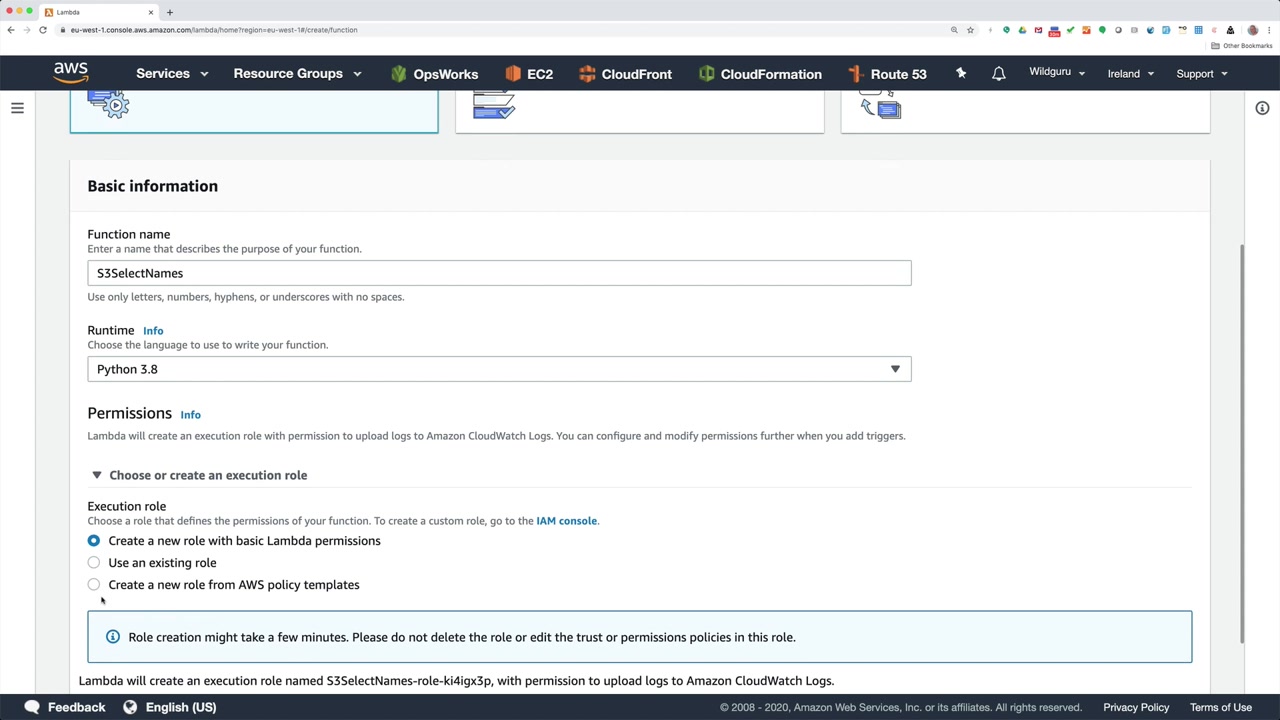 Lambda
eu-west-1.console.aws.amazon.com/lambda/home?region=eu-west-1#/create/function
Other Bookmarks
aws Services Resource Groups OpsWorks EC2 CloudFront CloudFormation Route 53 Wildguru Ireland Support
Basic information
Function name
Enter a name that describes the purpose of your function.
S3SelectNames
Use only letters, numbers, hyphens, or underscores with no spaces.
Runtime Info
Choose the language to use to write your function.
Python 3.8
Permissions Info
Lambda will create an execution role with permission to upload logs to Amazon CloudWatch Logs. You can configure and modify permissions further when you add triggers.
Choose or create an execution role
Execution role
Choose a role that defines the permissions of your function. To create a custom role, go to the IAM console.
Create a new role with basic Lambda permissions
Use an existing role
Create a new role from AWS policy templates
Role creation might take a few minutes. Please do not delete the role or edit the trust or permissions policies in this role.
Lambda will create an execution role named S3SelectNames-role-ki4igx3p, with permission to upload logs to Amazon CloudWatch Logs.
Feedback English (US) © 2008 - 2020, Amazon Web Services, Inc. or its affiliates. All rights reserved. Privacy Policy Terms of Use